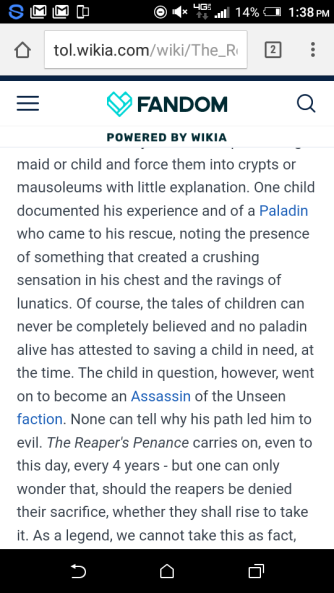 4G 14% 1:38 PM
tol.wikia.com/wiki/The_R 2
FANDOM
POWERED BY WIKIA
maid or child and force them into crypts or
mausoleums with little explanation. One child
documented his experience and of a Paladin
who came to his rescue, noting the presence
of something that created a crushing
sensation in his chest and the ravings of
lunatics. Of course, the tales of children can
never be completely believed and no paladin
alive has attested to saving a child in need, at
the time. The child in question, however, went
on to become an Assassin of the Unseen
faction. None can tell why his path led him to
evil. The Reaper's Penance carries on, even to
this day, every 4 years - but one can only
wonder that, should the reapers be denied
their sacrifice, whether they shall rise to take
it. As a legend, we cannot take this as fact,